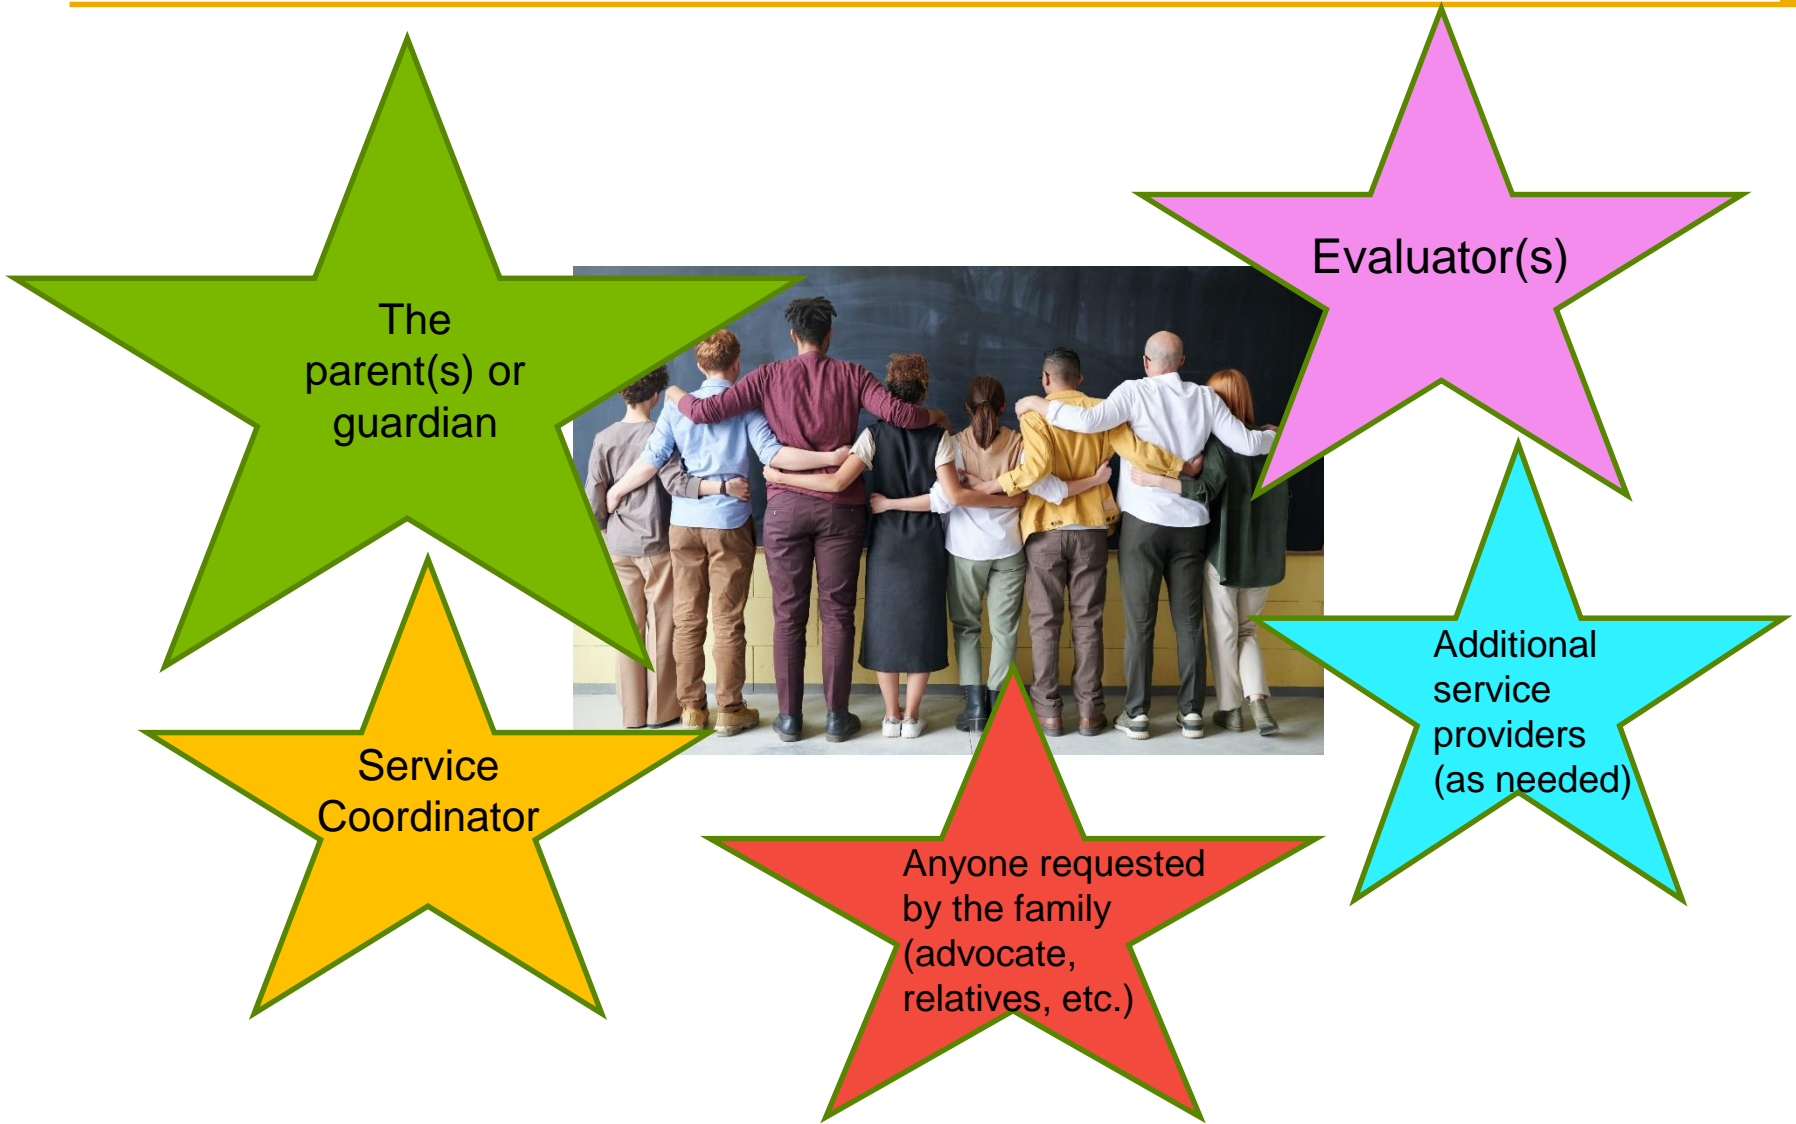 The
parent(s) or
guardian
Evaluator(s)
Service
Coordinator
Anyone requested
by the family
(advocate,
relatives, etc.)
Additional
service
providers
(as needed)